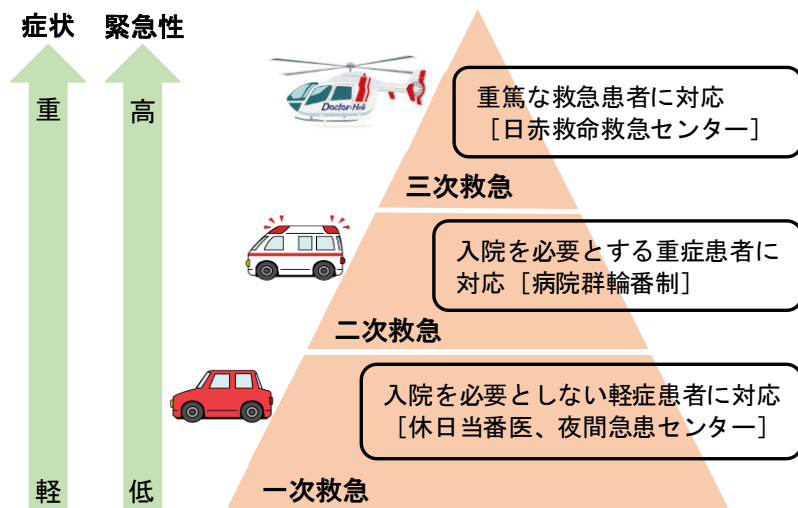 症状 緊急性
重 高
Doctor-Heli
重篤な救急患者に対応
［日赤救命救急センター］
三次救急
入院を必要とする重症患者に
対応［病院群輪番制］
二次救急
入院を必要としない軽症患者に対応
［休日当番医、夜間急患センター］
一次救急
軽 低